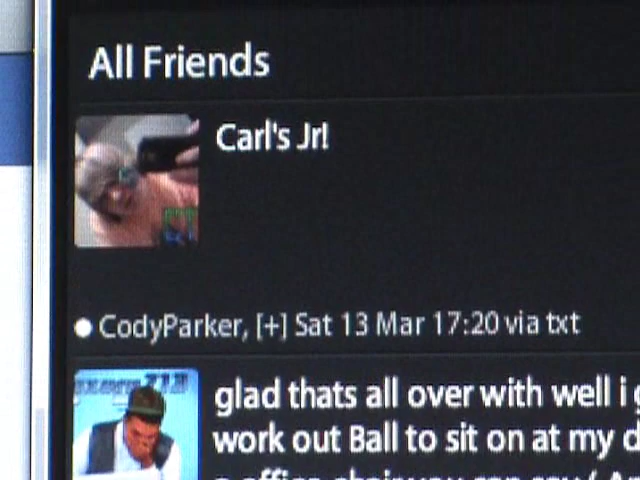 All Friends
Carl's Jr!
CodyParker, [+] Sat 13 Mar 17:20 via txt
glad thats all over with well i
work out Ball to sit on at my d